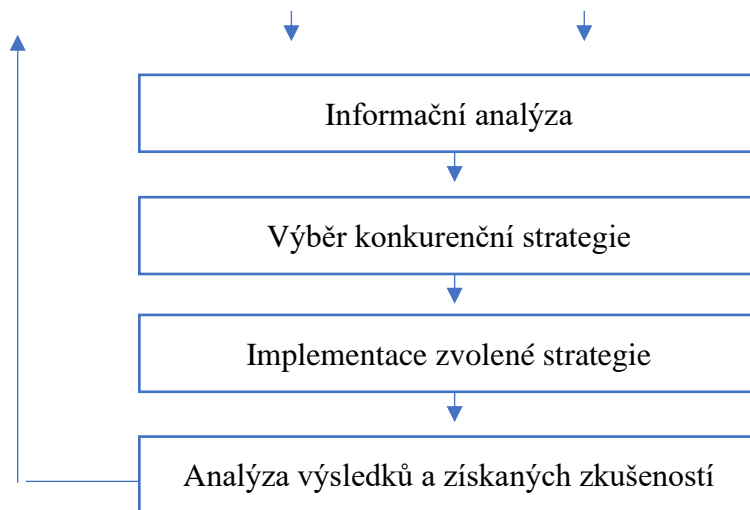 Informační analýza
Výběr konkurenční strategie
Implementace zvolené strategie
Analýza výsledků a získaných zkušeností